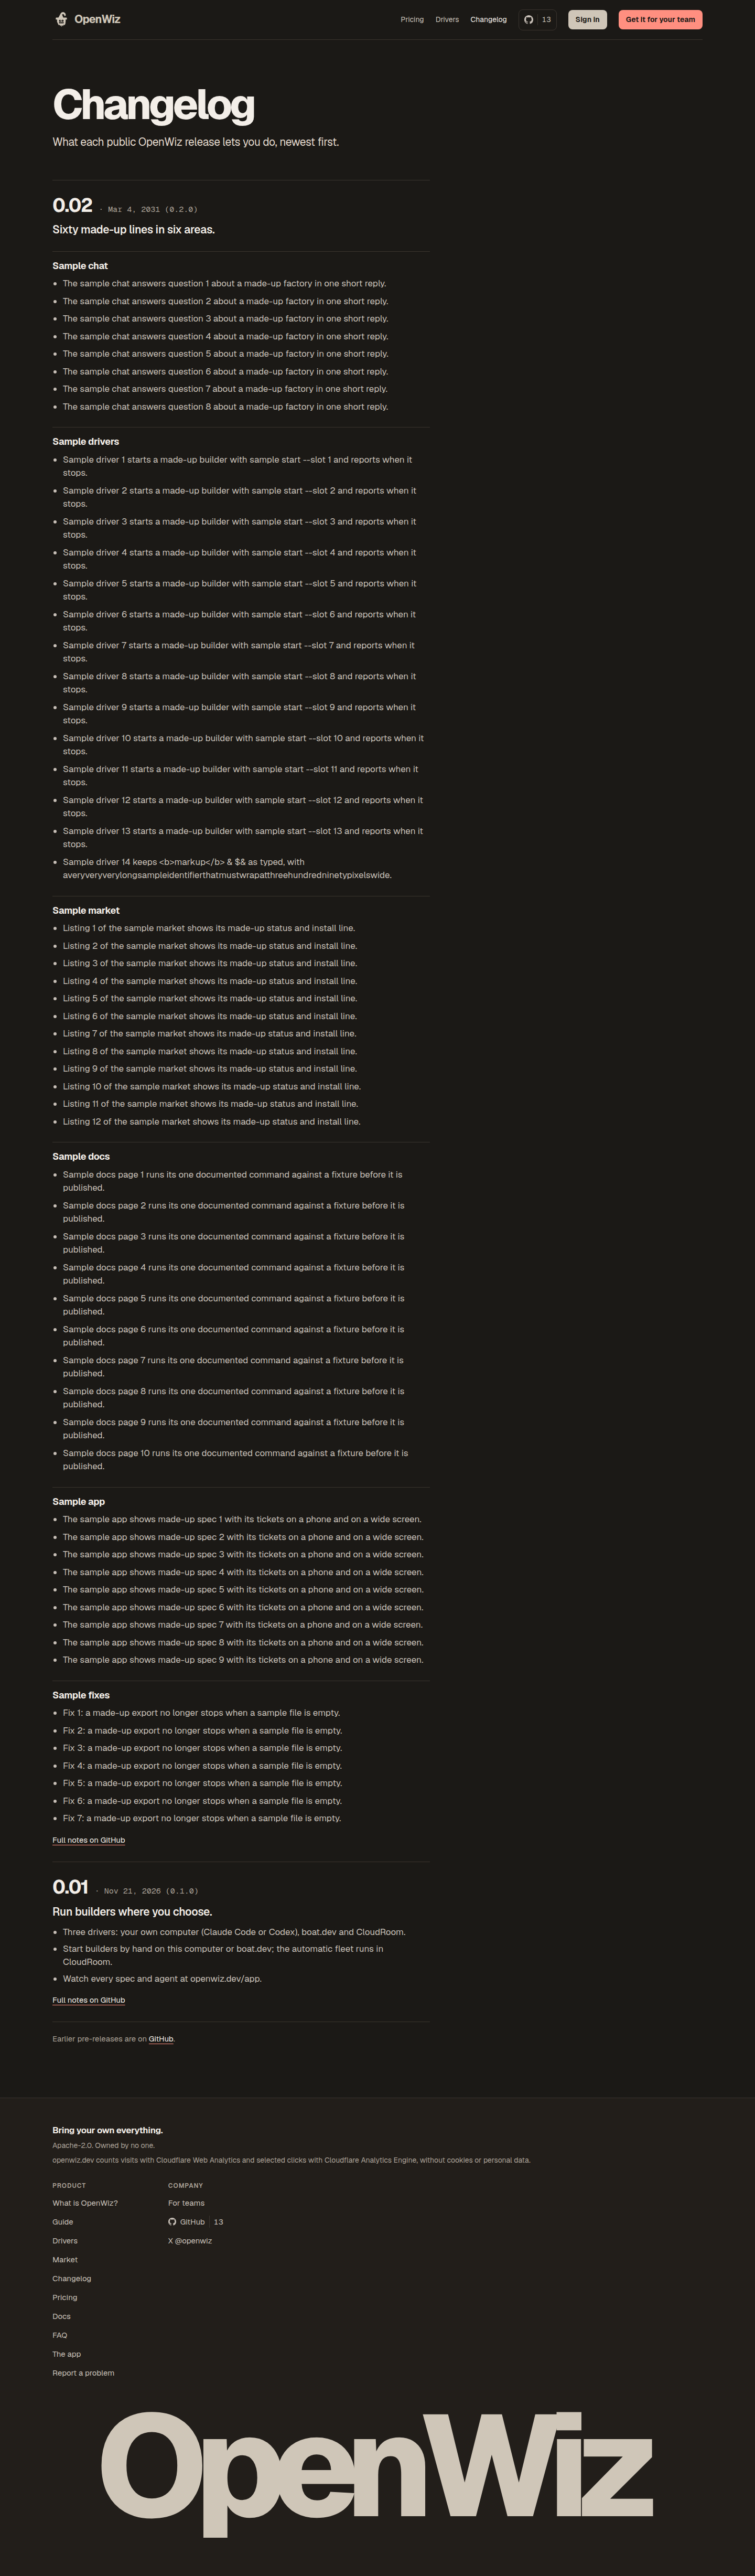 OpenWiz
Pricing
Drivers
Changelog
13
Sign in
Get it for your team
Changelog
What each public OpenWiz release lets you do, newest first.
0.02 · Mar 4, 2031 (0.2.0)
Sixty made-up lines in six areas.
Sample chat
• The sample chat answers question 1 about a made-up factory in one short reply.
• The sample chat answers question 2 about a made-up factory in one short reply.
• The sample chat answers question 3 about a made-up factory in one short reply.
• The sample chat answers question 4 about a made-up factory in one short reply.
• The sample chat answers question 5 about a made-up factory in one short reply.
• The sample chat answers question 6 about a made-up factory in one short reply.
• The sample chat answers question 7 about a made-up factory in one short reply.
• The sample chat answers question 8 about a made-up factory in one short reply.
Sample drivers
• Sample driver 1 starts a made-up builder with sample start --slot 1 and reports when it
stops.
• Sample driver 2 starts a made-up builder with sample start --slot 2 and reports when it
stops.
• Sample driver 3 starts a made-up builder with sample start --slot 3 and reports when it
stops.
• Sample driver 4 starts a made-up builder with sample start --slot 4 and reports when it
stops.
• Sample driver 5 starts a made-up builder with sample start --slot 5 and reports when it
stops.
• Sample driver 6 starts a made-up builder with sample start --slot 6 and reports when it
stops.
• Sample driver 7 starts a made-up builder with sample start --slot 7 and reports when it
stops.
• Sample driver 8 starts a made-up builder with sample start --slot 8 and reports when it
stops.
• Sample driver 9 starts a made-up builder with sample start --slot 9 and reports when it
stops.
• Sample driver 10 starts a made-up builder with sample start --slot 10 and reports when it
stops.
• Sample driver 11 starts a made-up builder with sample start --slot 11 and reports when it
stops.
• Sample driver 12 starts a made-up builder with sample start --slot 12 and reports when it
stops.
• Sample driver 13 starts a made-up builder with sample start --slot 13 and reports when it
stops.
• Sample driver 14 keeps <b>markup</b> & $& as typed, with
averyveryverylongsampleidentifierthatmustwrapatthreehundredninetypixelswide.
Sample market
• Listing 1 of the sample market shows its made-up status and install line.
• Listing 2 of the sample market shows its made-up status and install line.
• Listing 3 of the sample market shows its made-up status and install line.
• Listing 4 of the sample market shows its made-up status and install line.
• Listing 5 of the sample market shows its made-up status and install line.
• Listing 6 of the sample market shows its made-up status and install line.
• Listing 7 of the sample market shows its made-up status and install line.
• Listing 8 of the sample market shows its made-up status and install line.
• Listing 9 of the sample market shows its made-up status and install line.
• Listing 10 of the sample market shows its made-up status and install line.
• Listing 11 of the sample market shows its made-up status and install line.
• Listing 12 of the sample market shows its made-up status and install line.
Sample docs
• Sample docs page 1 runs its one documented command against a fixture before it is
published.
• Sample docs page 2 runs its one documented command against a fixture before it is
published.
• Sample docs page 3 runs its one documented command against a fixture before it is
published.
• Sample docs page 4 runs its one documented command against a fixture before it is
published.
• Sample docs page 5 runs its one documented command against a fixture before it is
published.
• Sample docs page 6 runs its one documented command against a fixture before it is
published.
• Sample docs page 7 runs its one documented command against a fixture before it is
published.
• Sample docs page 8 runs its one documented command against a fixture before it is
published.
• Sample docs page 9 runs its one documented command against a fixture before it is
published.
• Sample docs page 10 runs its one documented command against a fixture before it is
published.
Sample app
• The sample app shows made-up spec 1 with its tickets on a phone and on a wide screen.
• The sample app shows made-up spec 2 with its tickets on a phone and on a wide screen.
• The sample app shows made-up spec 3 with its tickets on a phone and on a wide screen.
• The sample app shows made-up spec 4 with its tickets on a phone and on a wide screen.
• The sample app shows made-up spec 5 with its tickets on a phone and on a wide screen.
• The sample app shows made-up spec 6 with its tickets on a phone and on a wide screen.
• The sample app shows made-up spec 7 with its tickets on a phone and on a wide screen.
• The sample app shows made-up spec 8 with its tickets on a phone and on a wide screen.
• The sample app shows made-up spec 9 with its tickets on a phone and on a wide screen.
Sample fixes
• Fix 1: a made-up export no longer stops when a sample file is empty.
• Fix 2: a made-up export no longer stops when a sample file is empty.
• Fix 3: a made-up export no longer stops when a sample file is empty.
• Fix 4: a made-up export no longer stops when a sample file is empty.
• Fix 5: a made-up export no longer stops when a sample file is empty.
• Fix 6: a made-up export no longer stops when a sample file is empty.
• Fix 7: a made-up export no longer stops when a sample file is empty.
Full notes on GitHub
0.01 · Nov 21, 2026 (0.1.0)
Run builders where you choose.
• Three drivers: your own computer (Claude Code or Codex), boat.dev and CloudRoom.
• Start builders by hand on this computer or boat.dev; the automatic fleet runs in
CloudRoom.
• Watch every spec and agent at openwiz.dev/app.
Full notes on GitHub
Earlier pre-releases are on GitHub.
Bring your own everything.
Apache-2.0. Owned by no one.
openwiz.dev counts visits with Cloudflare Web Analytics and selected clicks with Cloudflare Analytics Engine, without cookies or personal data.
PRODUCT
What is OpenWiz?
Guide
Drivers
Market
Changelog
Pricing
Docs
FAQ
The app
Report a problem
COMPANY
For teams
GitHub 13
X @openwiz
OpenWiz